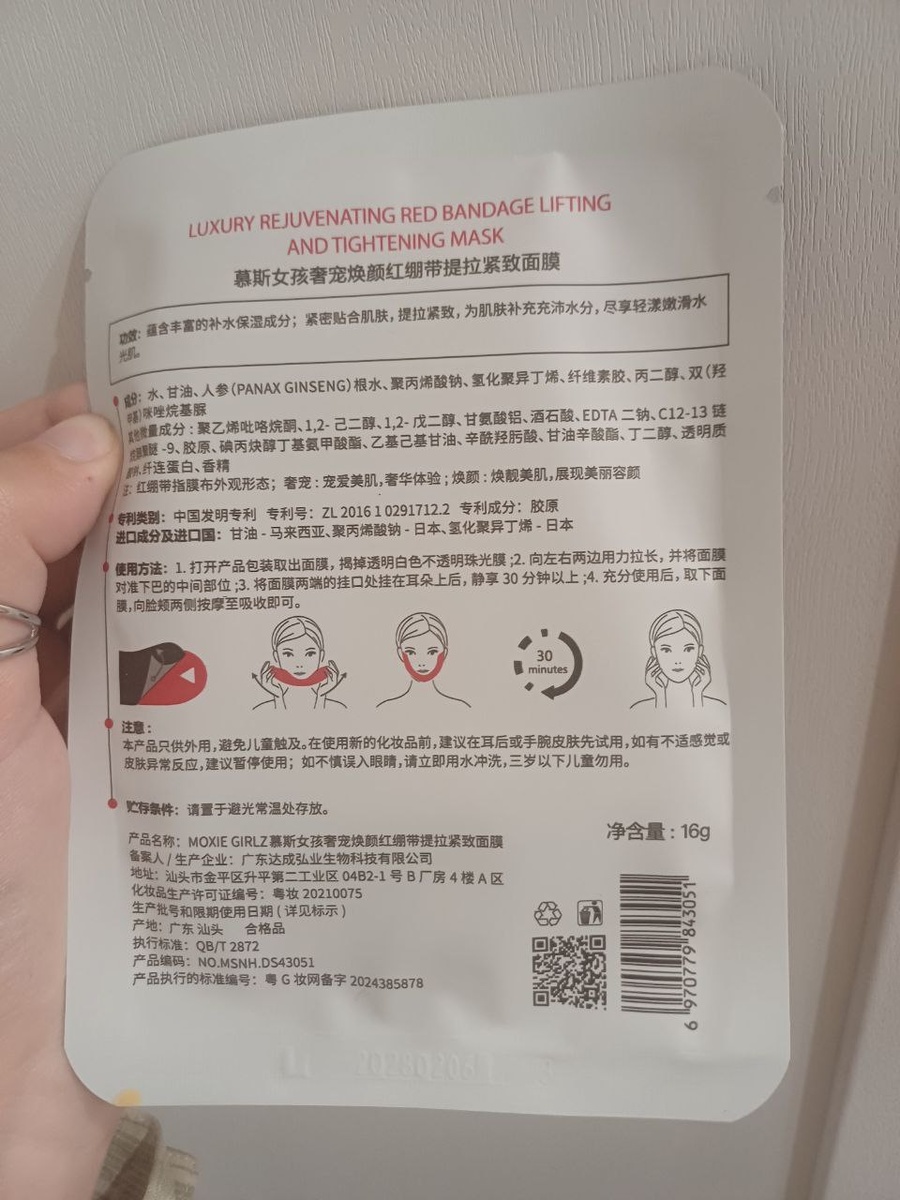 LUXURY REJUVENATING RED BANDAGE LIFTING
AND TIGHTENING MASK
慕斯女孩奢宠焕颜红绷带提拉紧致面膜
功效：蕴含丰富的补水保湿成分；紧密贴合肌肤，提拉紧致，为肌肤补充充沛水分，尽享轻漾嫩滑水
光肌。
成分：水、甘油、人参(PANAX GINSENG)根水、聚丙烯酸钠、氢化聚异丁烯、纤维素胶、丙二醇、双(羟
甲基)咪唑烷基脲
其他微量成分：聚乙烯吡咯烷酮、1,2-己二醇、1,2-戊二醇、甘氨酸铝、酒石酸、EDTA 二钠、C12-13 链
烷醇聚醚 -9、胶原、碘丙炔醇丁基氨甲酸酯、乙基己基甘油、辛酰羟肟酸、甘油辛酸酯、丁二醇、透明质
酸钠、纤连蛋白、香精
注：红绷带指膜布外观形态；奢宠：宠爱美肌,奢华体验；焕颜：焕靓美肌,展现美丽容颜
专利类别：中国发明专利 专利号：ZL 2016 1 0291712.2 专利成分：胶原
进口成分及进口国：甘油 - 马来西亚、聚丙烯酸钠 - 日本、氢化聚异丁烯 - 日本
使用方法：1. 打开产品包装取出面膜，揭掉透明白色不透明珠光膜;2. 向左右两边用力拉长，并将面膜
对准下巴的中间部位;3. 将面膜两端的挂口处挂在耳朵上后，静享 30 分钟以上;4. 充分使用后，取下面
膜,向脸颊两侧按摩至吸收即可。
30
minutes
注意：
本产品只供外用，避免儿童触及。在使用新的化妆品前，建议在耳后或手腕皮肤先试用，如有不适感觉或
皮肤异常反应，建议暂停使用；如不慎误入眼睛，请立即用水冲洗，三岁以下儿童勿用。
贮存条件：请置于避光常温处存放。
净含量：16g
产品名称：MOXIE GIRLZ慕斯女孩奢宠焕颜红绷带提拉紧致面膜
备案人 / 生产企业：广东达成弘业生物科技有限公司
地址：汕头市金平区升平第二工业区 04B2-1 号 B 厂房 4 楼 A 区
化妆品生产许可证编号：粤妆 20210075
生产批号和限期使用日期 ( 详见标示 )
产地：广东 汕头 合格品
执行标准：QB/T 2872
产品编码：NO.MSNH.DS43051
产品执行的标准编号：粤 G 妆网备字 2024385878
6 970779 843051